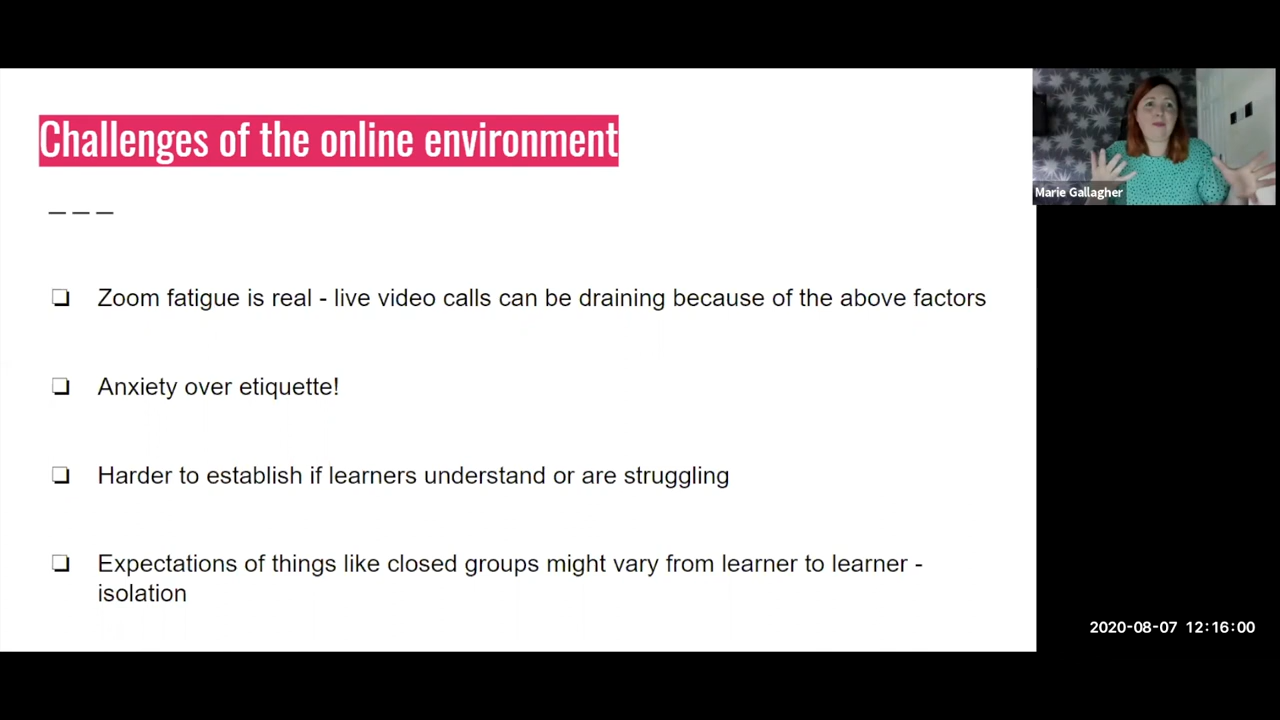 Challenges of the online environment
Marie Gallagher
❏ Zoom fatigue is real - live video calls can be draining because of the above factors
❏ Anxiety over etiquette!
❏ Harder to establish if learners understand or are struggling
❏ Expectations of things like closed groups might vary from learner to learner -
isolation
2020-08-07 12:16:00